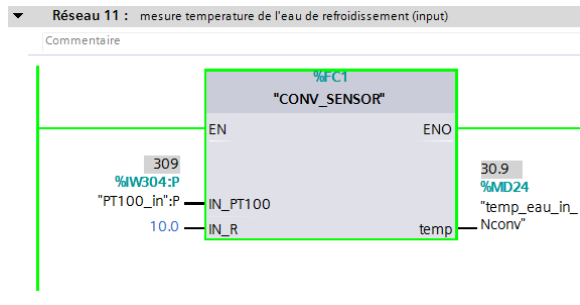 Réseau 11 : mesure temperature de l'eau de refroidissement (input)
Commentaire
%FC1
"CONV_SENSOR"
EN ENO
309
%IW304:P
"PT100_in":P
IN_PT100
10.0
IN_R
30.9
%MD24
"temp_eau_in_
Nconv"
temp